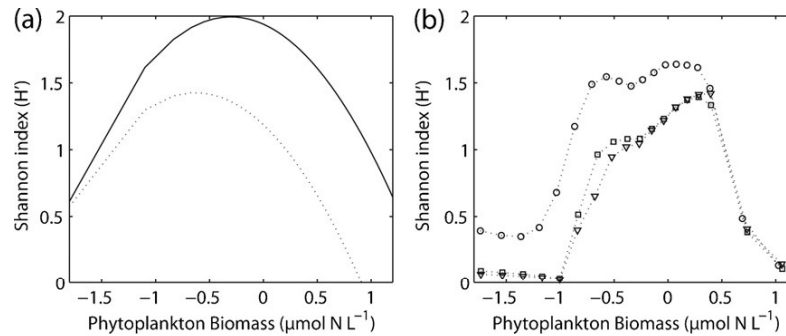 (a)
2
1.5
1
0.5
0
Shannon index (H')
−1.5 −1 −0.5 0 0.5 1
Phytoplankton Biomass (μmol N L⁻¹)
(b)
2
1.5
1
0.5
0
Shannon index (H')
−1.5 −1 −0.5 0 0.5 1
Phytoplankton Biomass (μmol N L⁻¹)